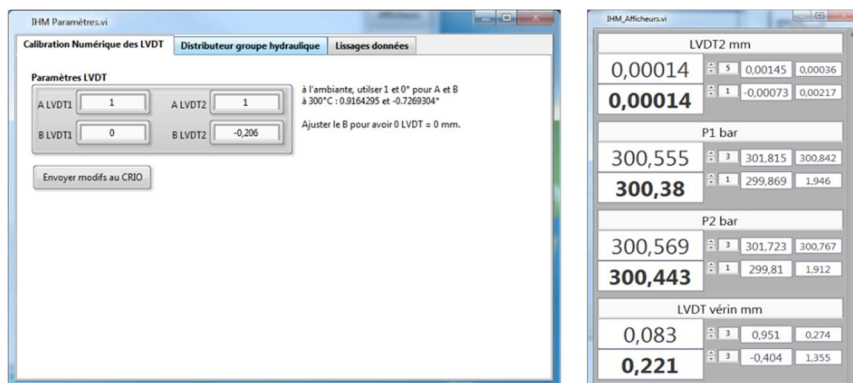 IHM Paramètres.vi
Calibration Numérique des LVDT Distributeur groupe hydraulique Lissages données
Paramètres LVDT
A LVDT1 1 A LVDT2 1
B LVDT1 0 B LVDT2 -0,206
à l'ambiante, utilser 1 et 0* pour A et B
à 300°C : 0.9164295 et -0.7269304*
Ajuster le B pour avoir 0 LVDT = 0 mm.
Envoyer modifs au CRIO
IHM_Afficheurs.vi
LVDT2 mm
0,00014 5 0,00145 0,00036
0,00014 1 -0,00073 0,00217
P1 bar
300,555 3 301,815 300,842
300,38 1 299,869 1,946
P2 bar
300,569 3 301,723 300,767
300,443 1 299,81 1,912
LVDT vérin mm
0,083 3 0,951 0,274
0,221 3 -0,404 1,355